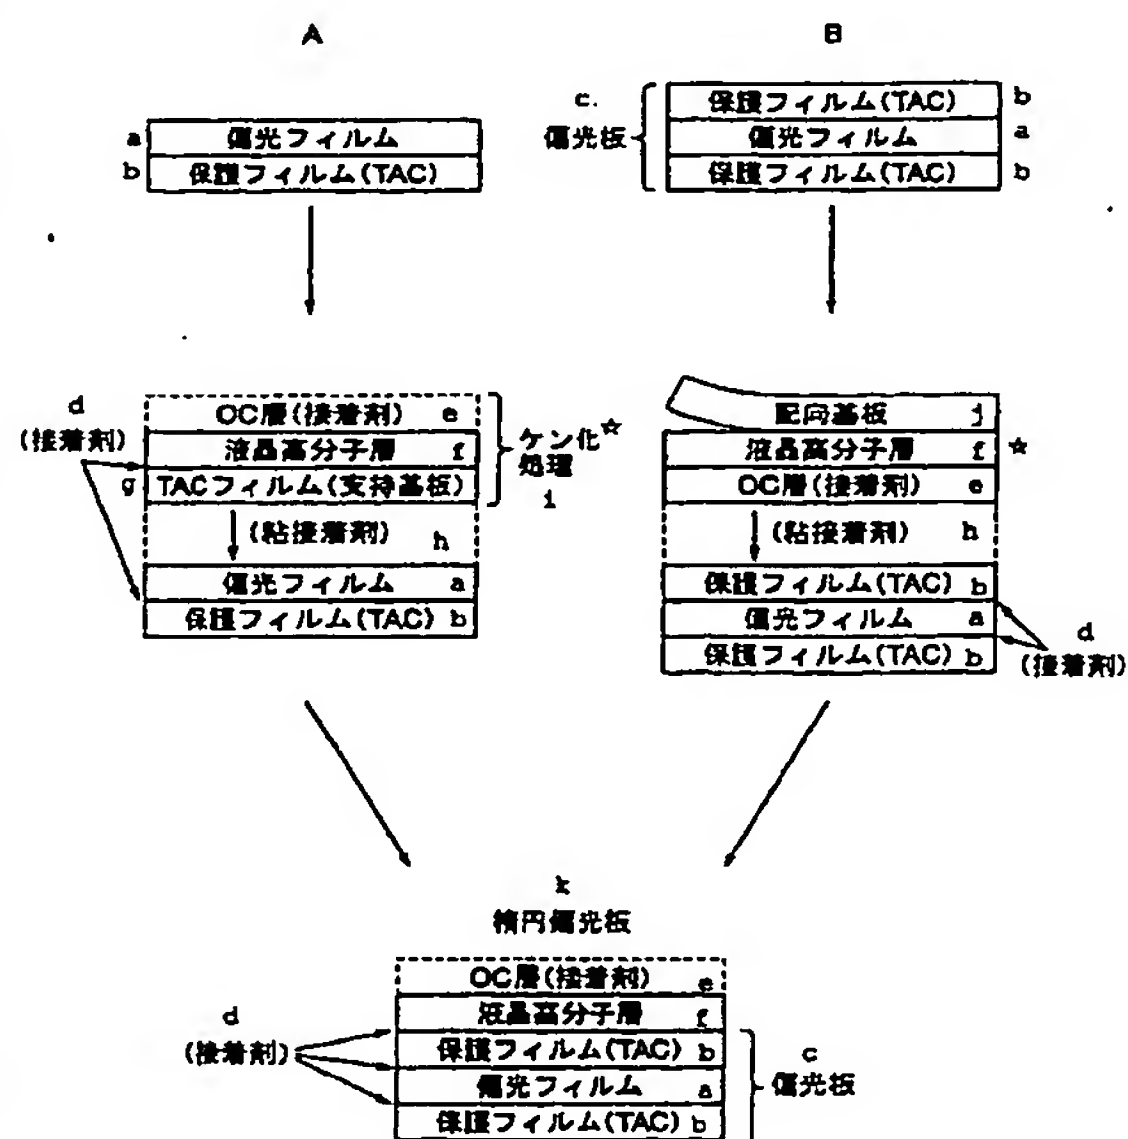 A
B
c.
偏光板
保護フィルム(TAC) b
偏光フィルム a
保護フィルム(TAC) b
a 偏光フィルム
b 保護フィルム(TAC)
d
(接着剤)
OC層(接着剤) e
液晶高分子層 f
g TACフィルム(支持基板)
ケン化☆
処理
i
(粘接着剤) h
偏光フィルム a
保護フィルム(TAC) b
配向基板 j
液晶高分子層 f ☆
OC層(接着剤) e
(粘接着剤) h
保護フィルム(TAC) b
偏光フィルム a
保護フィルム(TAC) b
d
(接着剤)
k
楕円偏光板
OC層(接着剤) e
液晶高分子層 f
d
(接着剤)
保護フィルム(TAC) b
偏光フィルム a
保護フィルム(TAC) b
c
偏光板